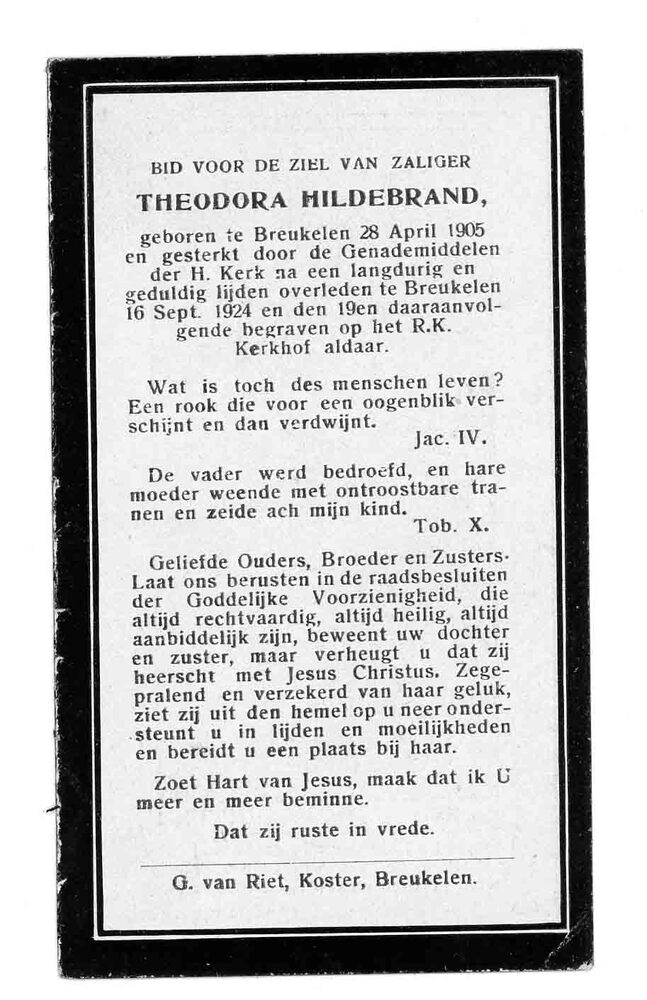 BID VOOR DE ZIEL VAN ZALIGER
THEODORA HILDEBRAND,
geboren te Breukelen 28 April 1905
en gesterkt door de Genademiddelen
der H. Kerk na een langdurig en
geduldig lijden overleden te Breukelen
16 Sept. 1924 en den 19en daaraanvol-
gende begraven op het R.K.
Kerkhof aldaar.
Wat is toch des menschen leven?
Een rook die voor een oogenblik ver-
schijnt en dan verdwijnt.
Jac. IV.
De vader werd bedroefd, en hare
moeder weende met ontroostbare tra-
nen en zeide ach mijn kind.
Tob. X.
Geliefde Ouders, Broeder en Zusters.
Laat ons berusten in de raadsbesluiten
der Goddelijke Voorzienigheid, die
altijd rechtvaardig, altijd heilig, altijd
aanbiddelijk zijn, beweent uw dochter
en zuster, maar verheugt u dat zij
heerscht met Jesus Christus. Zege-
pralend en verzekerd van haar geluk,
ziet zij uit den hemel op u neer onder-
steunt u in lijden en moeilijkheden
en bereidt u een plaats bij haar.
Zoet Hart van Jesus, maak dat ik U
meer en meer beminne.
Dat zij ruste in vrede.
G. van Riet, Koster, Breukelen.